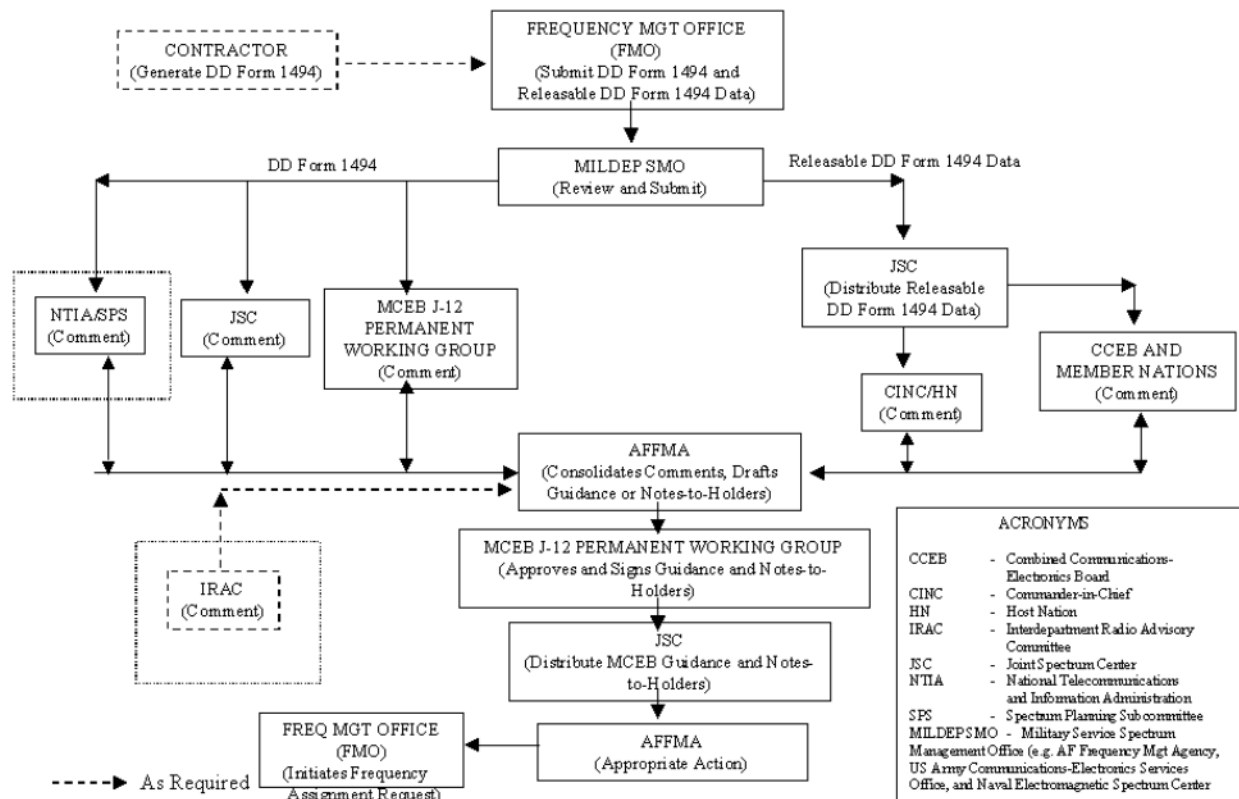 CONTRACTOR
(Generate DD Form 1494)
FREQUENCY MGT OFFICE
(FMO)
(Submit DD Form 1494 and
Releasable DD Form 1494 Data)
DD Form 1494
MILDEP SMO
(Review and Submit)
Releasable DD Form 1494 Data
NTIA/SPS
(Comment)
JSC
(Comment)
MCEB J-12
PERMANENT
WORKING GROUP
(Comment)
JSC
(Distribute Releasable
DD Form 1494 Data)
CINC/HN
(Comment)
CCEB AND
MEMBER NATIONS
(Comment)
AFFMA
(Consolidates Comments, Drafts
Guidance or Notes-to-Holders)
IRAC
(Comment)
MCEB J-12 PERMANENT WORKING GROUP
(Approves and Signs Guidance and Notes-to-
Holders)
JSC
(Distribute MCEB Guidance and Notes-
to-Holders)
AFFMA
(Appropriate Action)
FREQ MGT OFFICE
(FMO)
(Initiates Frequency
Assignment Request)
As Required
ACRONYMS
CCEB - Combined Communications-
Electronics Board
CINC - Commander-in-Chief
HN - Host Nation
IRAC - Interdepartment Radio Advisory
Committee
JSC - Joint Spectrum Center
NTIA - National Telecommunications
and Information Administration
SPS - Spectrum Planning Subcommittee
MILDEPSMO - Military Service Spectrum
Management Office (e.g. AF Frequency Mgt Agency,
US Army Communications-Electronics Services
Office, and Naval Electromagnetic Spectrum Center